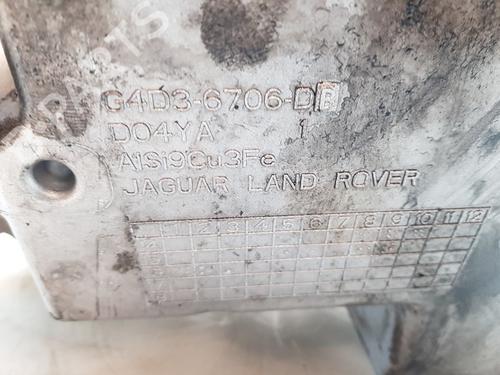 G4D3-6706-DB
D04YA 1
AlSi9Cu3Fe
JAGUAR LAND ROVER
1 2 3 4 5 6 7 8 9 10 11 12